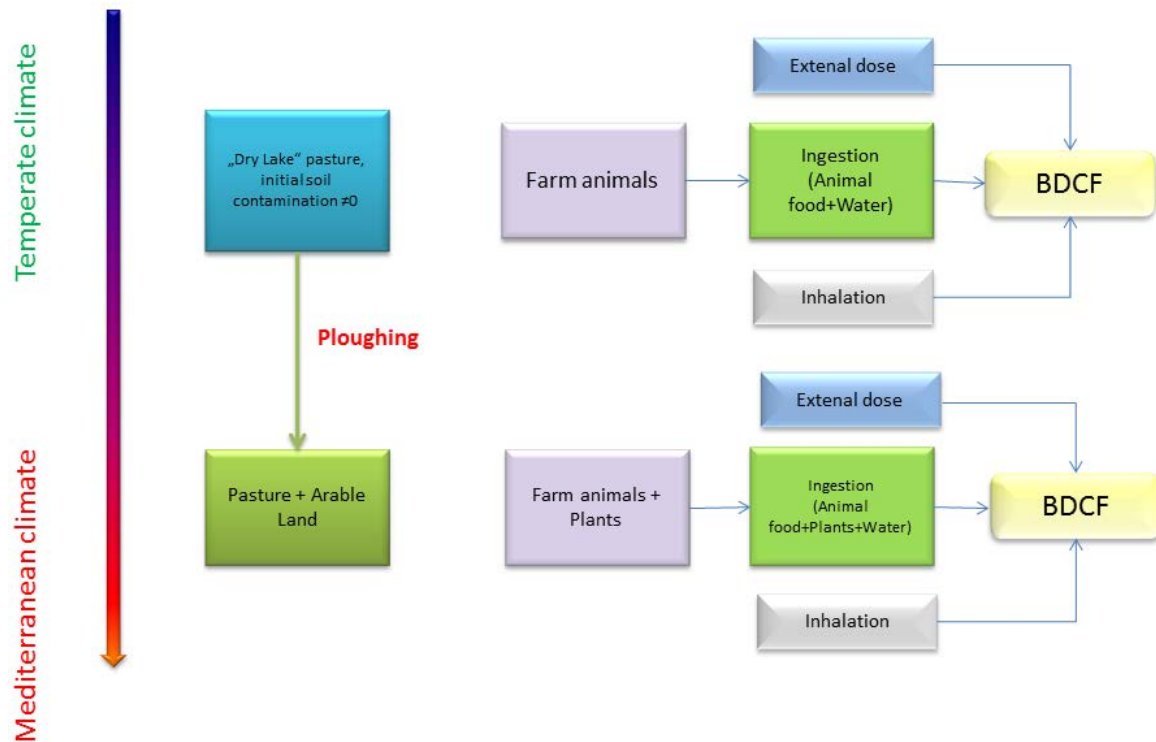 Temperate climate
Mediterranean climate
„Dry Lake“ pasture,
initial soil
contamination ≠0
Ploughing
Pasture + Arable
Land
Extenal dose
Farm animals
Ingestion
(Animal
food+Water)
BDCF
Inhalation
Extenal dose
Farm animals +
Plants
Ingestion
(Animal
food+Plants+Water)
BDCF
Inhalation